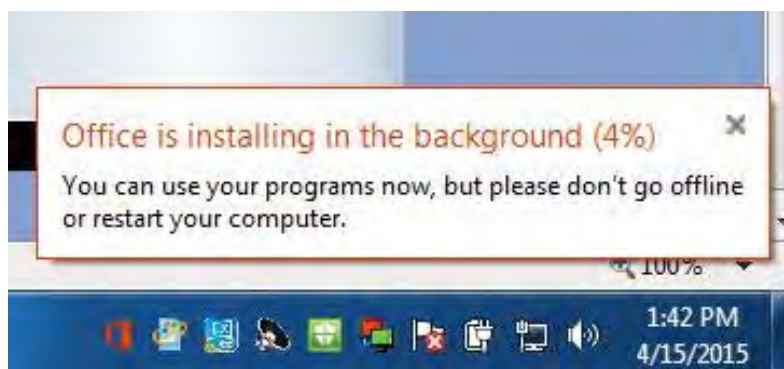 Office is installing in the background (4%)
You can use your programs now, but please don't go offline
or restart your computer.
100%
1:42 PM
4/15/2015